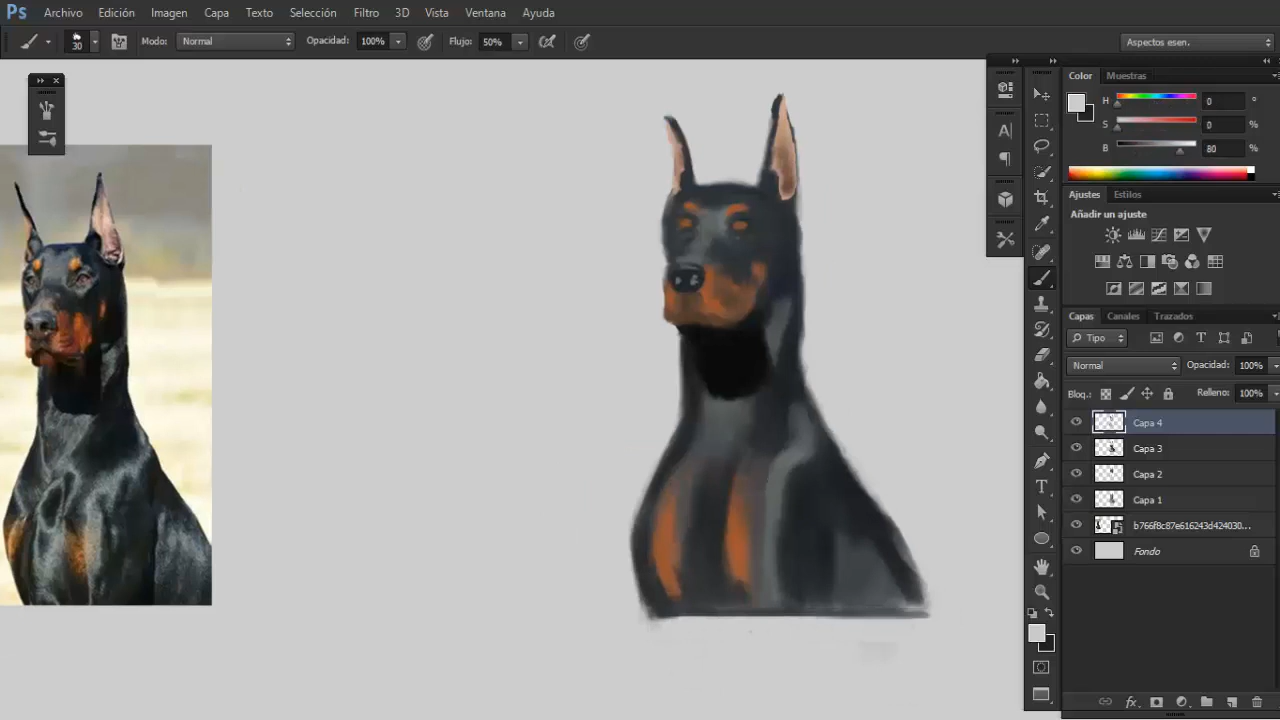 Ps Archivo Edición Imagen Capa Texto Selección Filtro 3D Vista Ventana Ayuda
30 Modo: Normal Opacidad: 100% Flujo: 50% Aspectos esen.
Color Muestras
H 0 °
S 0 %
B 80 %
Ajustes Estilos
Añadir un ajuste
Capas Canales Trazados
Tipo
Normal Opacidad: 100%
Bloq.: Relleno: 100%
Capa 4
Capa 3
Capa 2
Capa 1
b766f8c87e616243d424030...
Fondo
fx